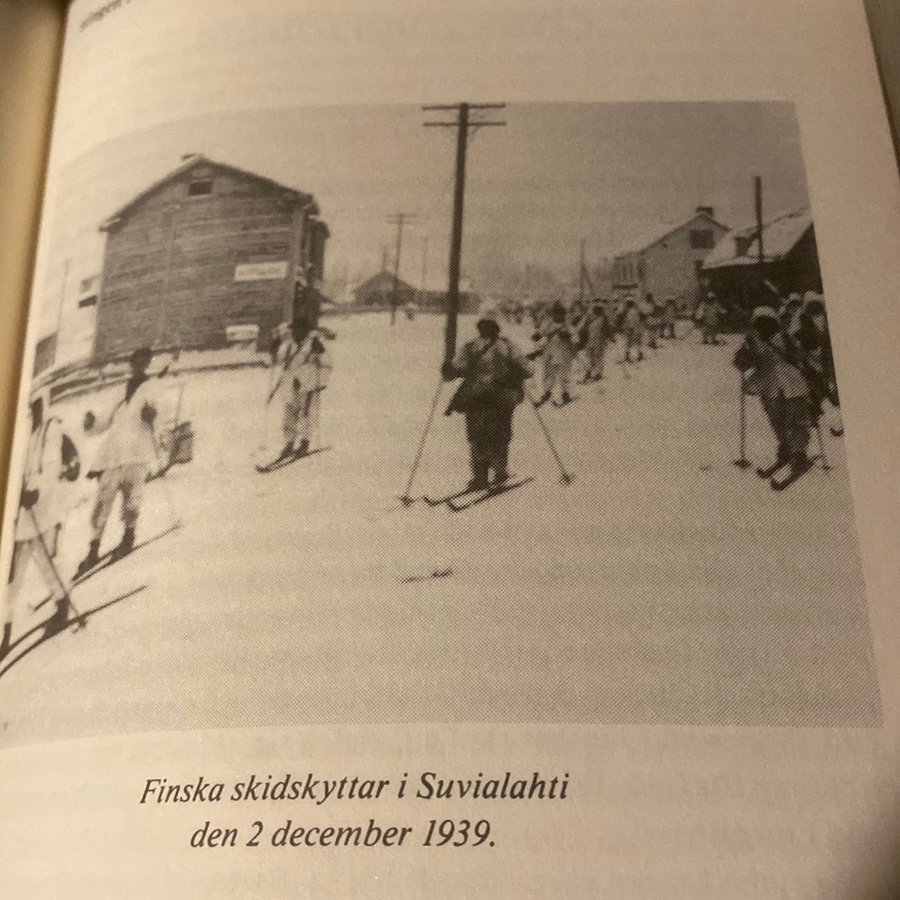 Finska skidskyttar i Suvialahti
den 2 december 1939.